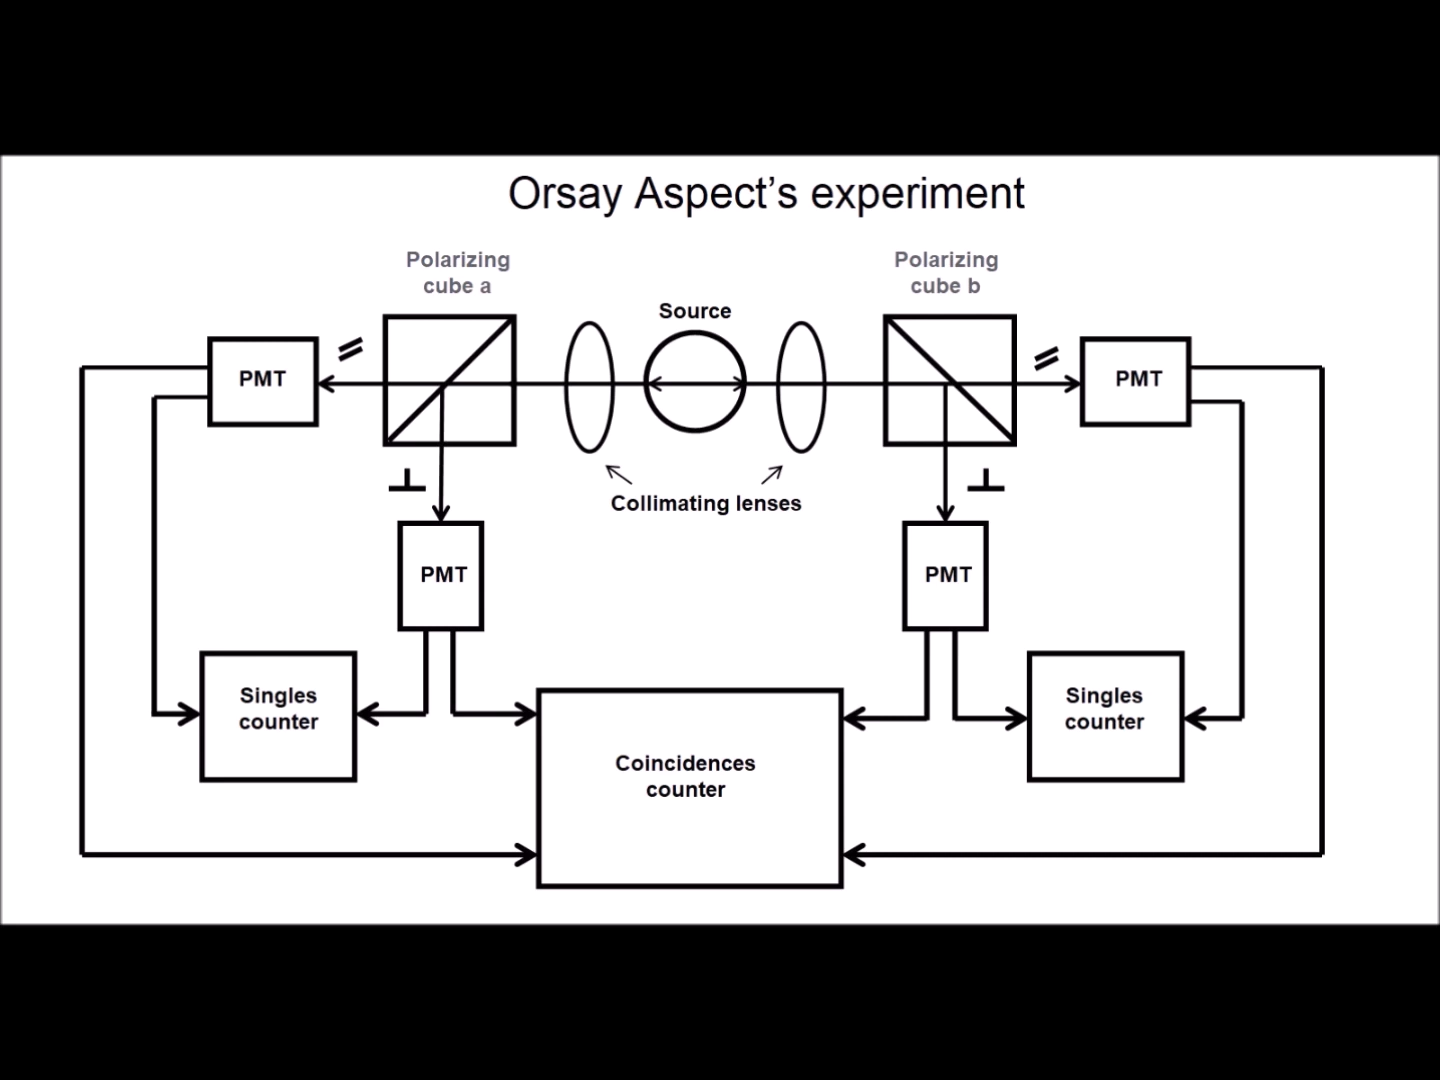 Orsay Aspect's experiment
Polarizing
cube a
Polarizing
cube b
Source
PMT
PMT
Collimating lenses
PMT
PMT
Singles
counter
Singles
counter
Coincidences
counter